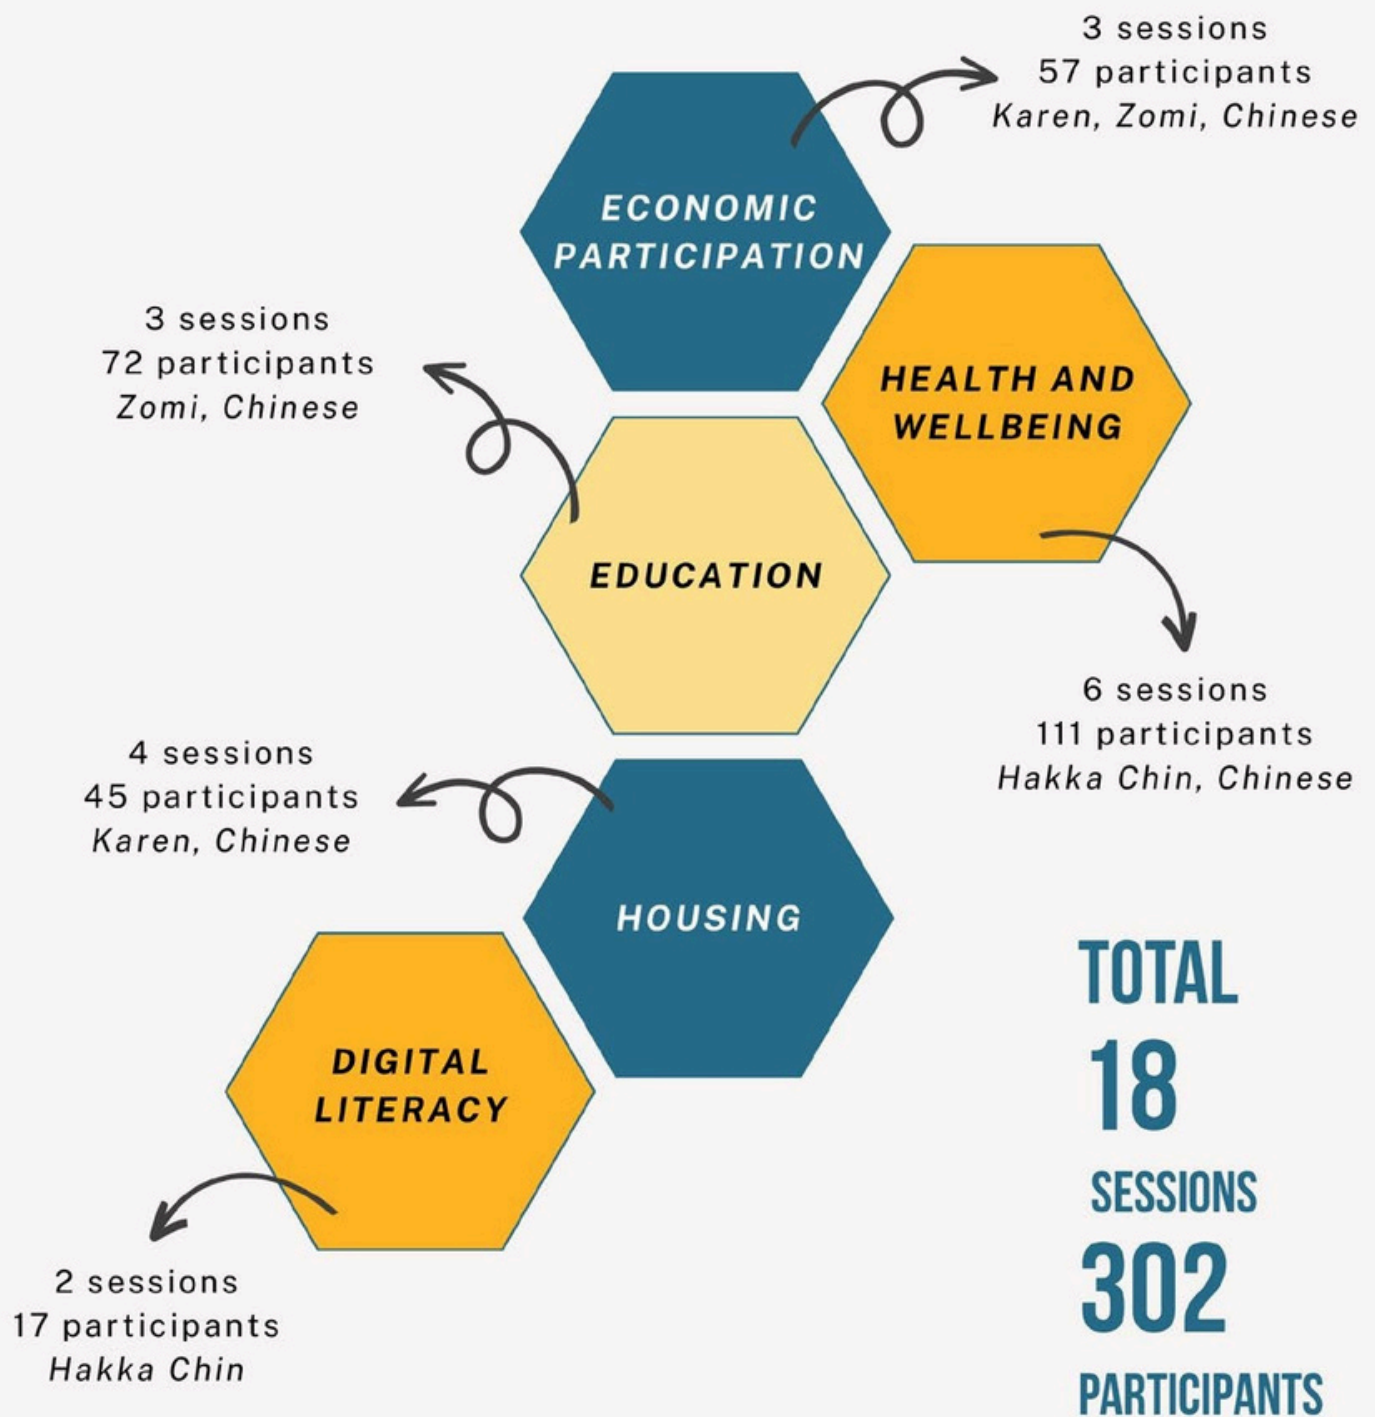 3 sessions
57 participants
Karen, Zomi, Chinese
ECONOMIC
PARTICIPATION
HEALTH AND
WELLBEING
3 sessions
72 participants
Zomi, Chinese
EDUCATION
6 sessions
111 participants
Hakka Chin, Chinese
4 sessions
45 participants
Karen, Chinese
HOUSING
DIGITAL
LITERACY
2 sessions
17 participants
Hakka Chin
TOTAL
18
SESSIONS
302
PARTICIPANTS